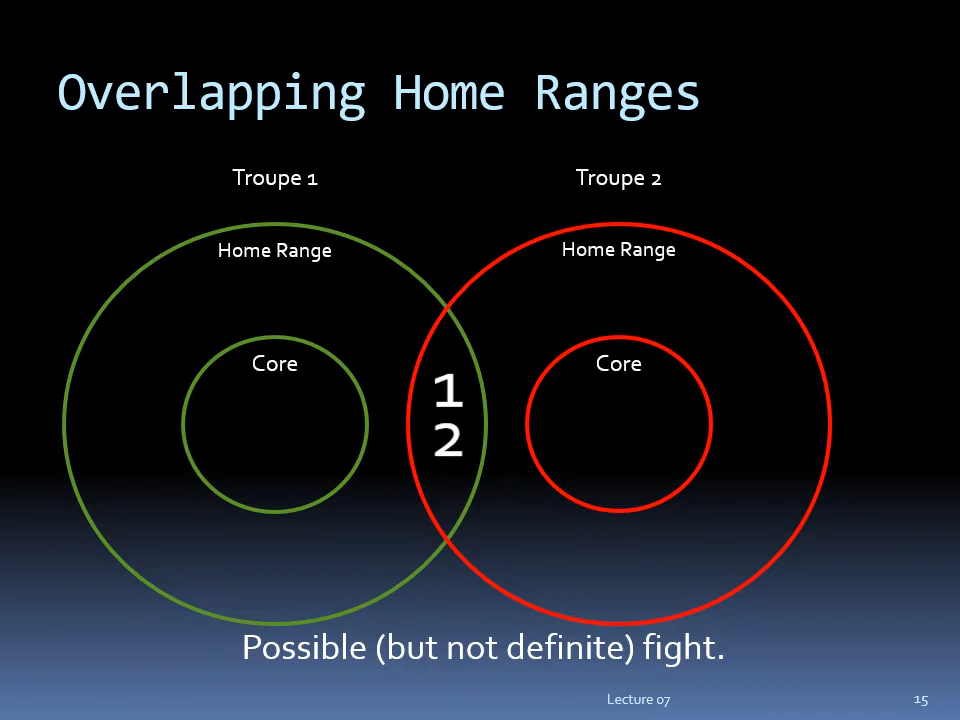 Overlapping Home Ranges
Troupe 1
Troupe 2
Home Range
Home Range
Core
Core
1
2
Possible (but not definite) fight.
Lecture 07
15